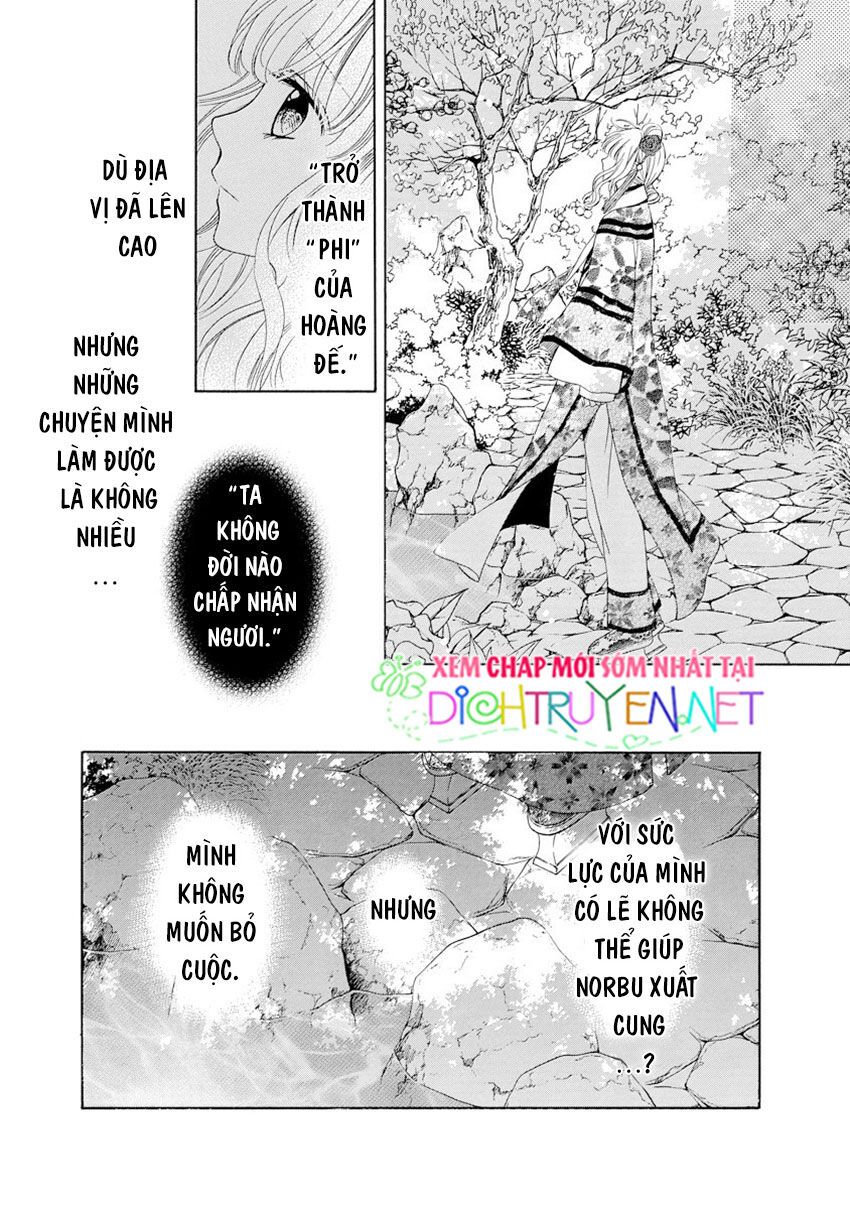 "TRỞ
THÀNH
"PHI" CỦA
HOÀNG
ĐẾ."
DÙ ĐỊA
VỊ ĐÃ LÊN
CAO
NHƯNG
NHỮNG
CHUYỆN MÌNH
LÀM ĐƯỢC
LÀ KHÔNG
NHIỀU
...
"TA
KHÔNG
ĐỜI NÀO
CHẤP NHẬN
NGƯƠI."
XEM CHAP MỚI SỚM NHẤT TẠI
DICHTRUYEN.NET
VỚI SỨC
LỰC CỦA MÌNH
CÓ LẼ KHÔNG
THỂ GIÚP
NORBU XUẤT
CUNG
...?
NHƯNG
MÌNH
KHÔNG
MUỐN BỎ
CUỘC.